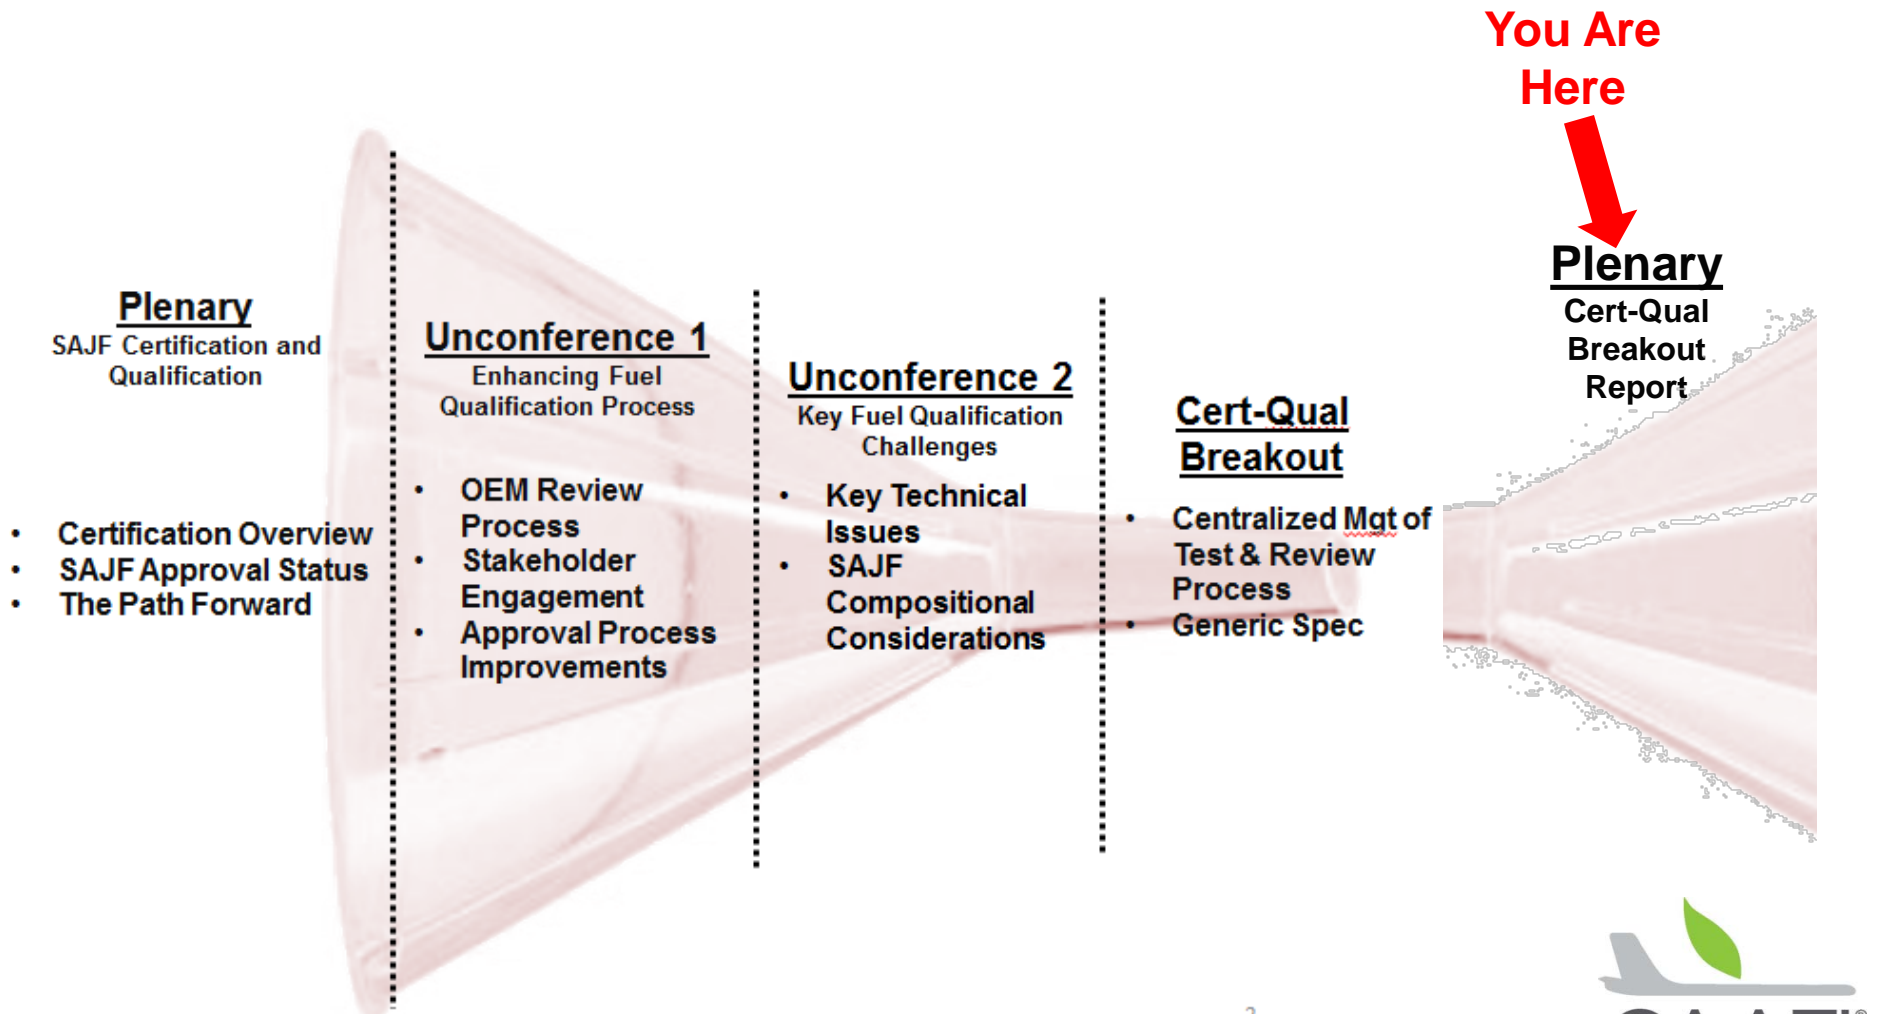 You Are
Here
Plenary
SAJF Certification and
Qualification
• Certification Overview
• SAJF Approval Status
• The Path Forward
Unconference 1
Enhancing Fuel
Qualification Process
• OEM Review
Process
• Stakeholder
Engagement
• Approval Process
Improvements
Unconference 2
Key Fuel Qualification
Challenges
• Key Technical
Issues
• SAJF
Compositional
Considerations
Cert-Qual
Breakout
• Centralized Mgt of
Test & Review
Process
• Generic Spec
Plenary
Cert-Qual
Breakout
Report